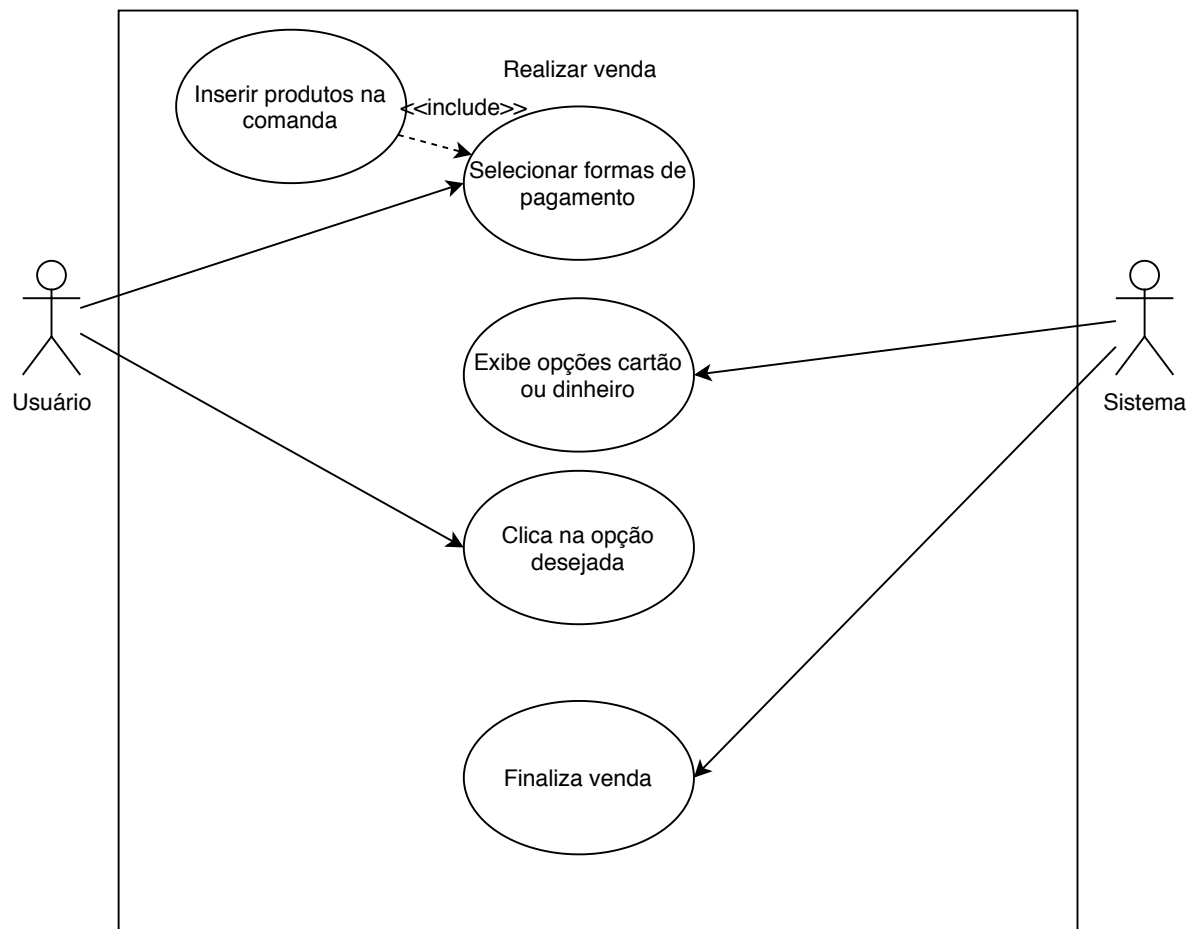 Realizar venda
Inserir produtos na
comanda
<<include>>
Selecionar formas de
pagamento
Exibe opções cartão
ou dinheiro
Usuário
Sistema
Clica na opção
desejada
Finaliza venda